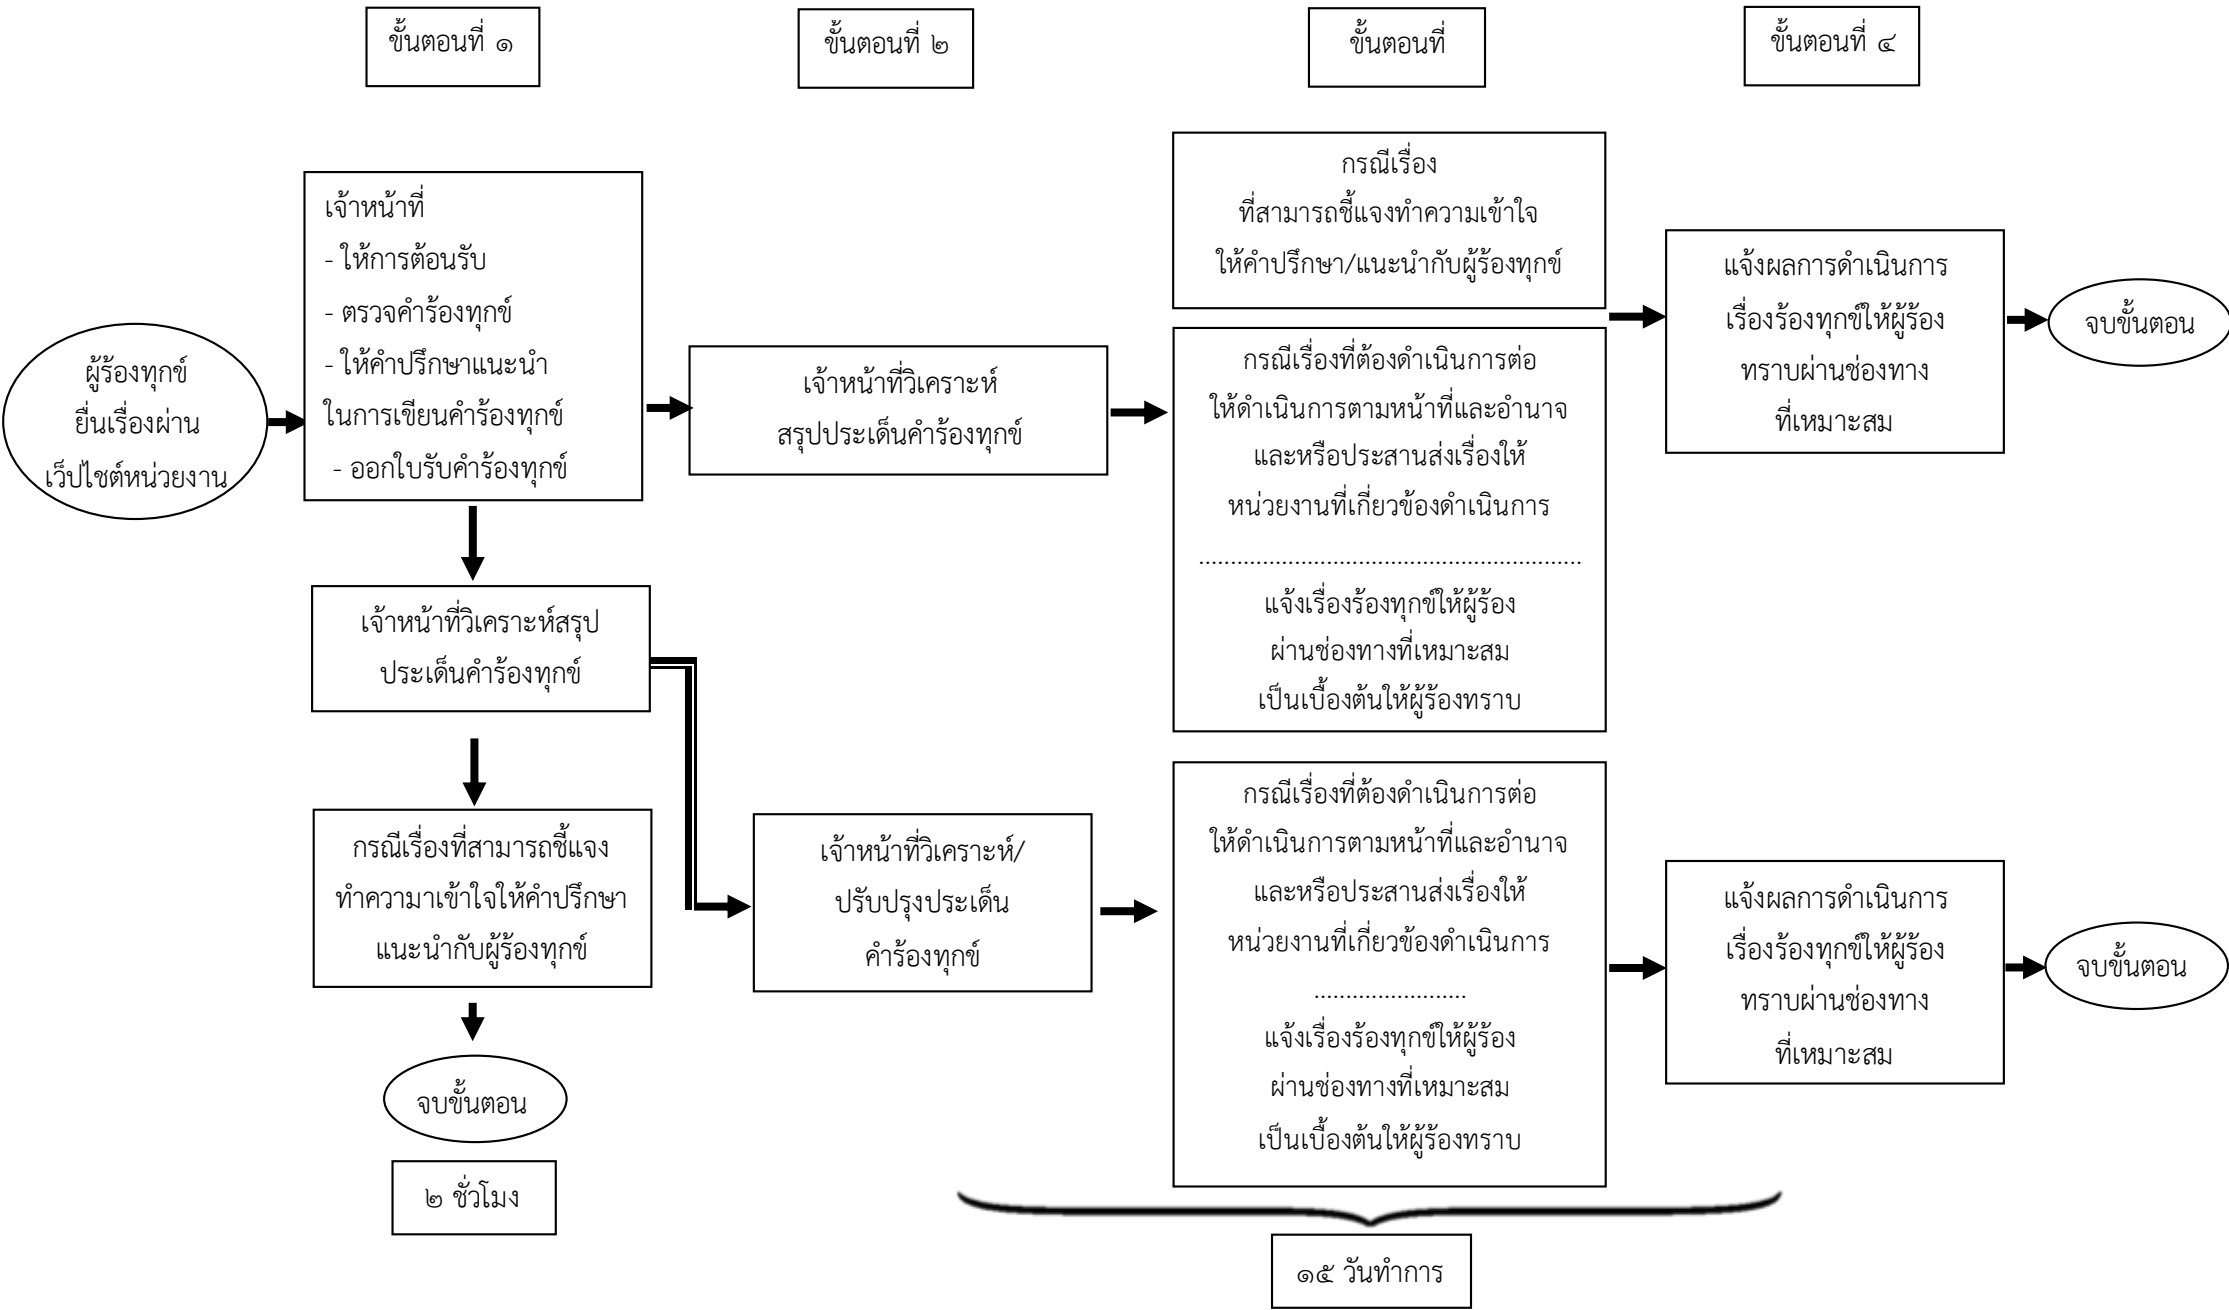 ขั้นตอนที่ ๑
ขั้นตอนที่ ๒
ขั้นตอนที่
ขั้นตอนที่ ๔
ผู้ร้องทุกข์
ยื่นเรื่องผ่าน
เว็ปไซต์หน่วยงาน
เจ้าหน้าที่
- ให้การต้อนรับ
- ตรวจคำร้องทุกข์
- ให้คำปรึกษาแนะนำ
ในการเขียนคำร้องทุกข์
- ออกใบรับคำร้องทุกข์
เจ้าหน้าที่วิเคราะห์
สรุปประเด็นคำร้องทุกข์
กรณีเรื่อง
ที่สามารถชี้แจงทำความเข้าใจ
ให้คำปรึกษา/แนะนำกับผู้ร้องทุกข์
กรณีเรื่องที่ต้องดำเนินการต่อ
ให้ดำเนินการตามหน้าที่และอำนาจ
และหรือประสานส่งเรื่องให้
หน่วยงานที่เกี่ยวข้องดำเนินการ
.............................................................
แจ้งเรื่องร้องทุกข์ให้ผู้ร้อง
ผ่านช่องทางที่เหมาะสม
เป็นเบื้องต้นให้ผู้ร้องทราบ
แจ้งผลการดำเนินการ
เรื่องร้องทุกข์ให้ผู้ร้อง
ทราบผ่านช่องทาง
ที่เหมาะสม
จบขั้นตอน
เจ้าหน้าที่วิเคราะห์สรุป
ประเด็นคำร้องทุกข์
กรณีเรื่องที่สามารถชี้แจง
ทำความาเข้าใจให้คำปรึกษา
แนะนำกับผู้ร้องทุกข์
จบขั้นตอน
๒ ชั่วโมง
เจ้าหน้าที่วิเคราะห์/
ปรับปรุงประเด็น
คำร้องทุกข์
กรณีเรื่องที่ต้องดำเนินการต่อ
ให้ดำเนินการตามหน้าที่และอำนาจ
และหรือประสานส่งเรื่องให้
หน่วยงานที่เกี่ยวข้องดำเนินการ
........................
แจ้งเรื่องร้องทุกข์ให้ผู้ร้อง
ผ่านช่องทางที่เหมาะสม
เป็นเบื้องต้นให้ผู้ร้องทราบ
แจ้งผลการดำเนินการ
เรื่องร้องทุกข์ให้ผู้ร้อง
ทราบผ่านช่องทาง
ที่เหมาะสม
จบขั้นตอน
๑๕ วันทำการ